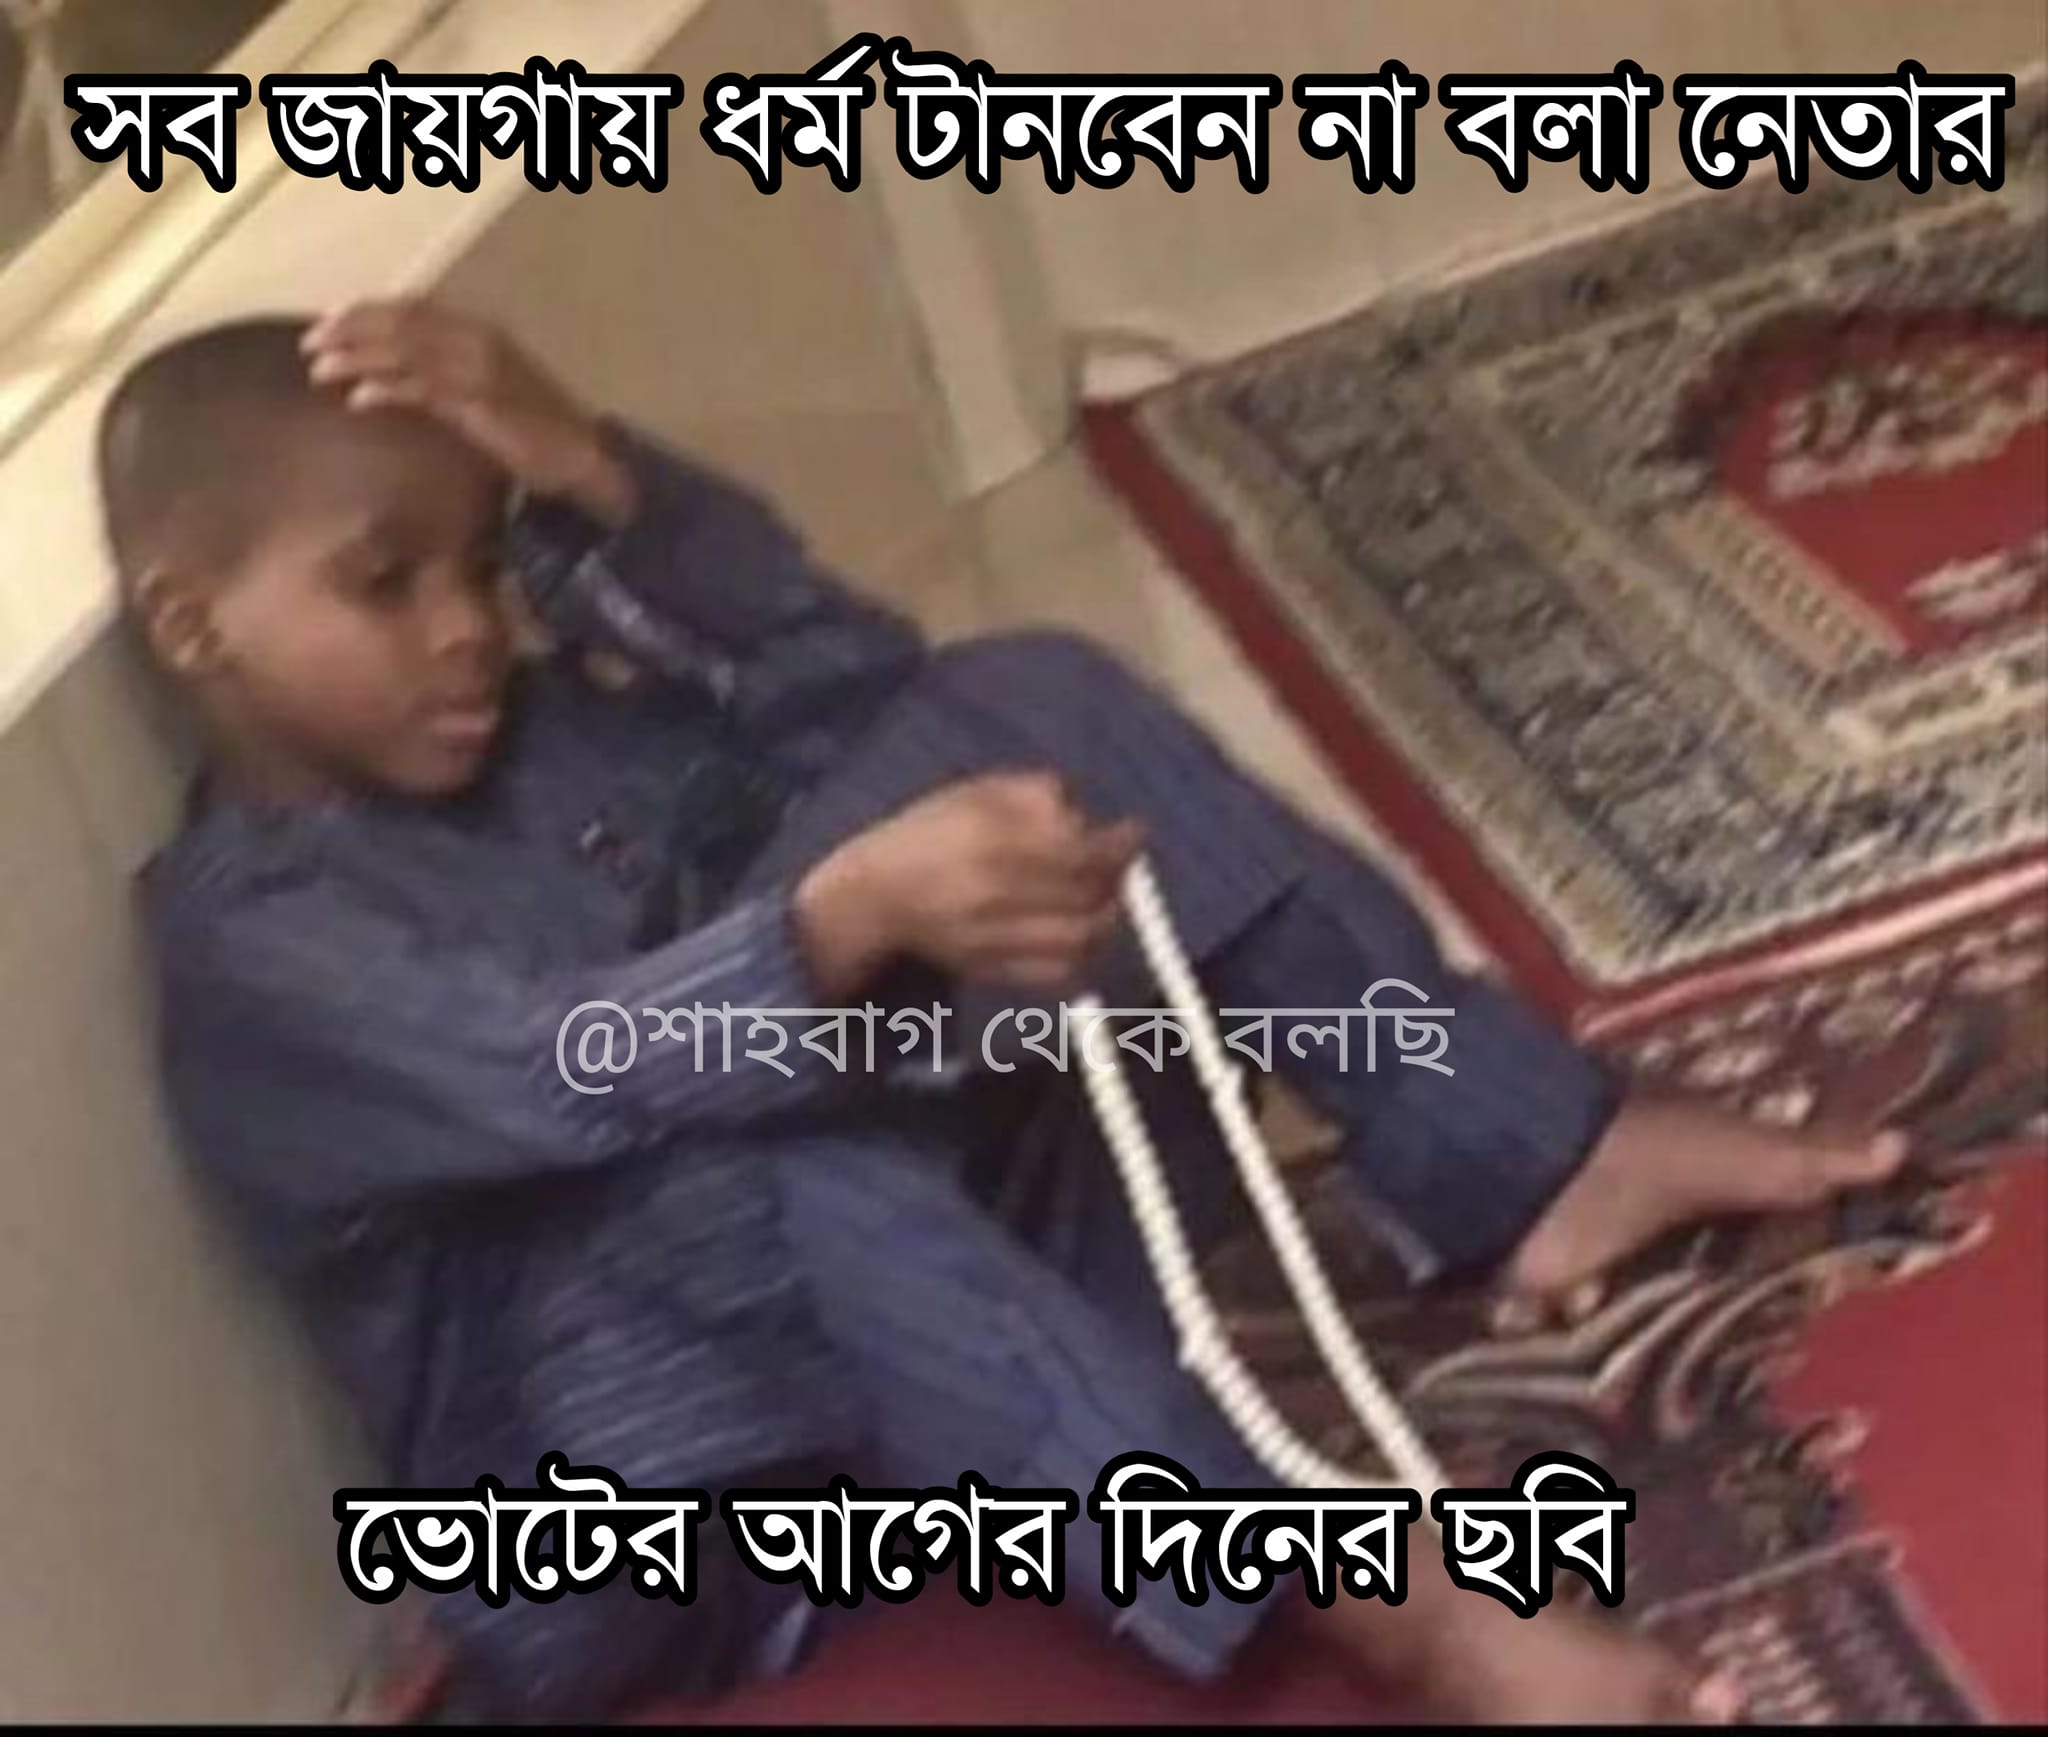 সব জায়গায় ধর্ম টানবেন না বলা নেতার
@শাহবাগ থেকে বলছি
ভোটের আগের দিনের ছবি